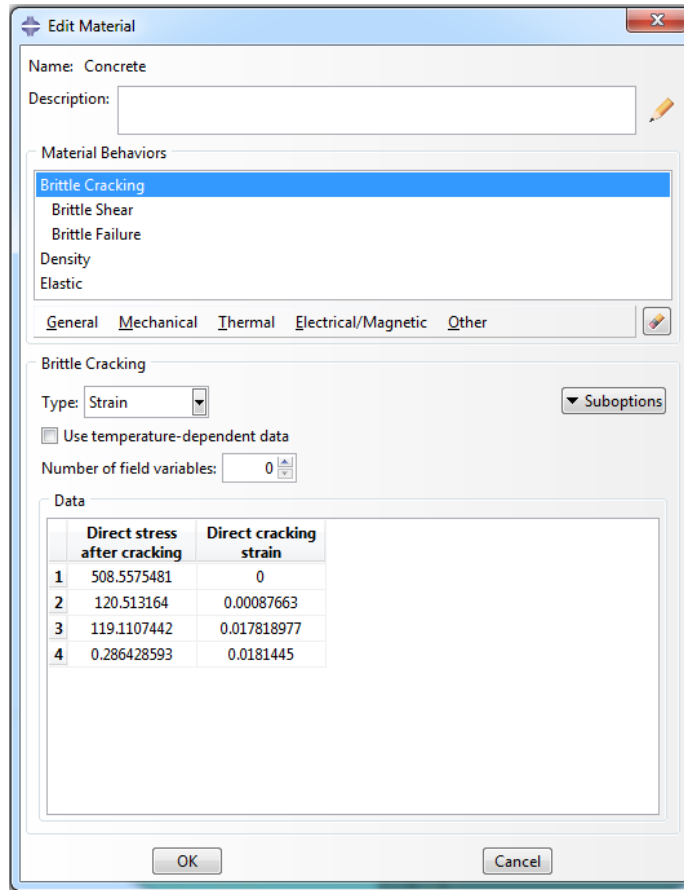 Edit Material
Name: Concrete
Description:
Material Behaviors
Brittle Cracking
Brittle Shear
Brittle Failure
Density
Elastic
General Mechanical Thermal Electrical/Magnetic Other
Brittle Cracking
Type: Strain Suboptions
Use temperature-dependent data
Number of field variables: 0
Data
Direct stress Direct cracking
after cracking strain
1 508.5575481 0
2 120.513164 0.00087663
3 119.1107442 0.017818977
4 0.286428593 0.0181445
OK Cancel